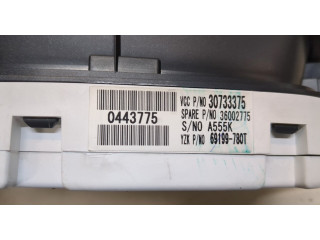 VCC P/NO 30733375
SPARE P/NO 36002775
0443775
S/NO A555K
YZK P/NO 69199-780T